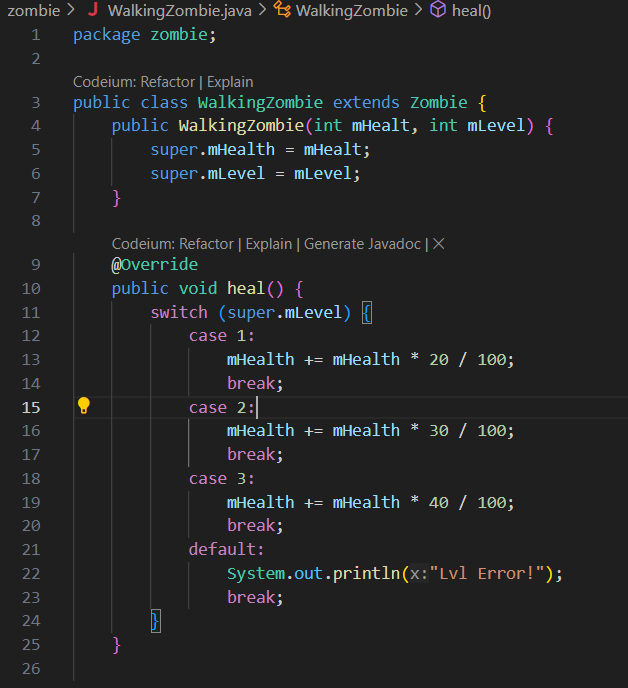 zombie > WalkingZombie.java > WalkingZombie > heal()
1 package zombie;
2
Codeium: Refactor | Explain
3 public class WalkingZombie extends Zombie {
4     public WalkingZombie(int mHealt, int mLevel) {
5         super.mHealth = mHealt;
6         super.mLevel = mLevel;
7     }
8
Codeium: Refactor | Explain | Generate Javadoc | ×
9     @Override
10     public void heal() {
11         switch (super.mLevel) {
12             case 1:
13                 mHealth += mHealth * 20 / 100;
14                 break;
15             case 2:
16                 mHealth += mHealth * 30 / 100;
17                 break;
18             case 3:
19                 mHealth += mHealth * 40 / 100;
20                 break;
21             default:
22                 System.out.println(x:"Lvl Error!");
23                 break;
24         }
25     }
26